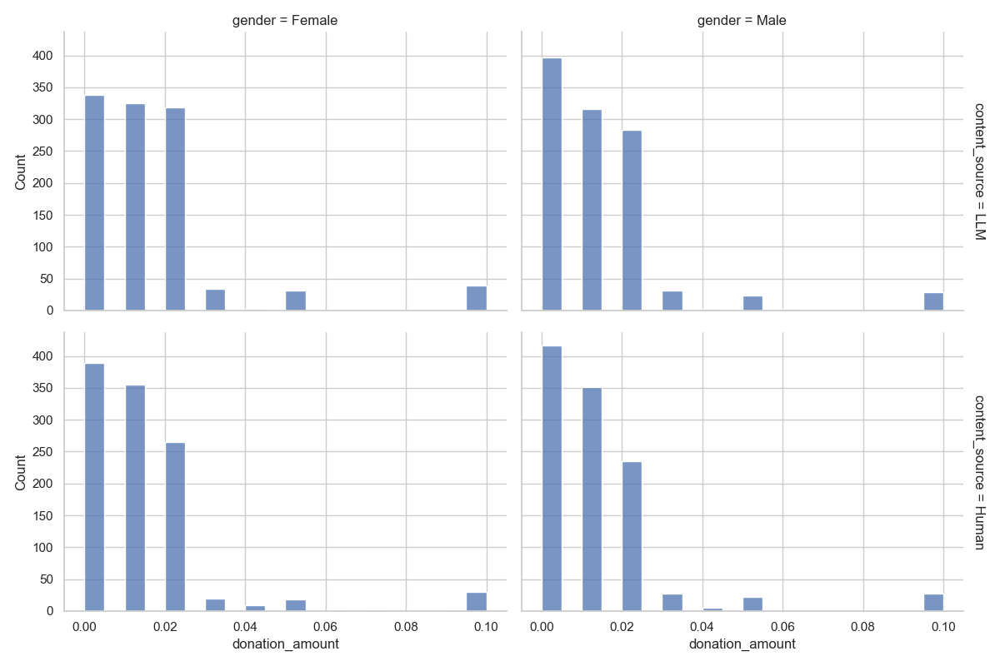 gender = Female
gender = Male
400
350
300
250
200
150
100
50
0
Count
content_source = LLM
400
350
300
250
200
150
100
50
0
Count
content_source = Human
0.00 0.02 0.04 0.06 0.08 0.10
donation_amount
0.00 0.02 0.04 0.06 0.08 0.10
donation_amount